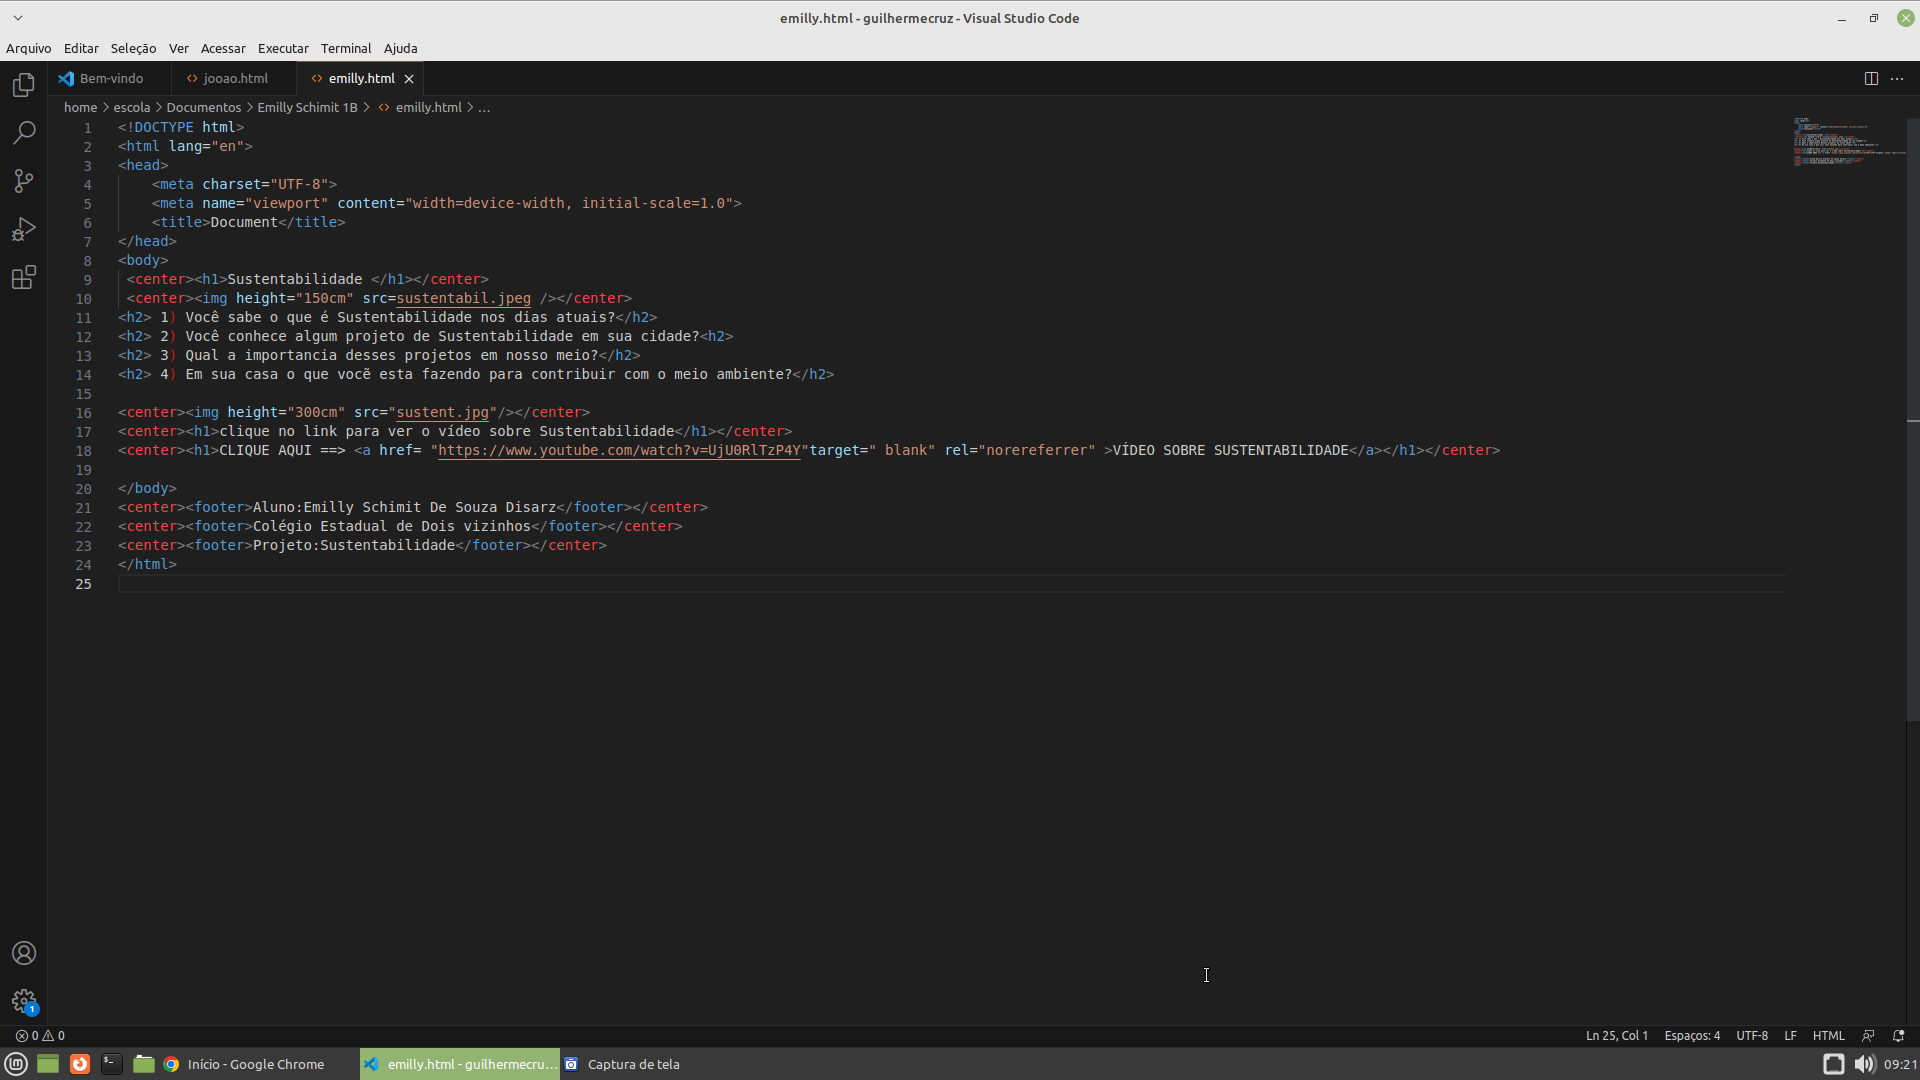 emilly.html - guilhermecruz - Visual Studio Code
Arquivo Editar Seleção Ver Acessar Executar Terminal Ajuda
Bem-vindo jooao.html emilly.html
home > escola > Documentos > Emilly Schimit 1B > emilly.html > ...
1 <!DOCTYPE html>
2 <html lang="en">
3 <head>
4 <meta charset="UTF-8">
5 <meta name="viewport" content="width=device-width, initial-scale=1.0">
6 <title>Document</title>
7 </head>
8 <body>
9 <center><h1>Sustentabilidade </h1></center>
10 <center><img height="150cm" src=sustentabil.jpeg /></center>
11 <h2> 1) Você sabe o que é Sustentabilidade nos dias atuais?</h2>
12 <h2> 2) Você conhece algum projeto de Sustentabilidade em sua cidade?<h2>
13 <h2> 3) Qual a importancia desses projetos em nosso meio?</h2>
14 <h2> 4) Em sua casa o que vocẽ esta fazendo para contribuir com o meio ambiente?</h2>
15
16 <center><img height="300cm" src="sustent.jpg"/></center>
17 <center><h1>clique no link para ver o vídeo sobre Sustentabilidade</h1></center>
18 <center><h1>CLIQUE AQUI ==> <a href= "https://www.youtube.com/watch?v=UjU0RlTzP4Y"target=" blank" rel="norereferrer" >VÍDEO SOBRE SUSTENTABILIDADE</a></h1></center>
19
20 </body>
21 <center><footer>Aluno:Emilly Schimit De Souza Disarz</footer></center>
22 <center><footer>Colégio Estadual de Dois vizinhos</footer></center>
23 <center><footer>Projeto:Sustentabilidade</footer></center>
24 </html>
25
1
0 0 Ln 25, Col 1 Espaços: 4 UTF-8 LF HTML
Início - Google Chrome emilly.html - guilhermecru... Captura de tela 09:21